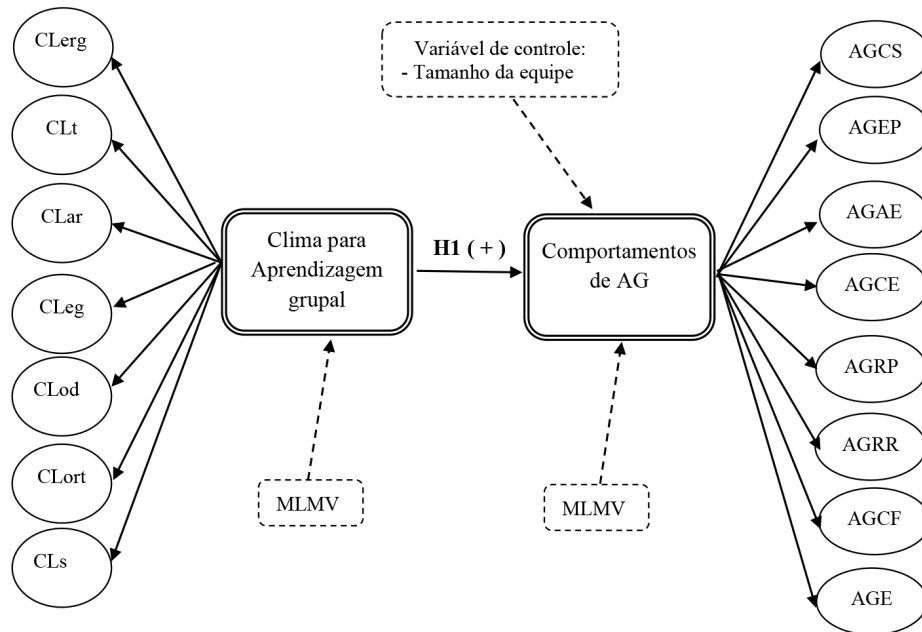 CLerg
CLt
CLar
CLeg
CLod
CLort
CLs
Clima para
Aprendizagem
grupal
MLMV
H1 ( + )
Variável de controle:
- Tamanho da equipe
Comportamentos
de AG
MLMV
AGCS
AGEP
AGAE
AGCE
AGRP
AGRR
AGCF
AGE